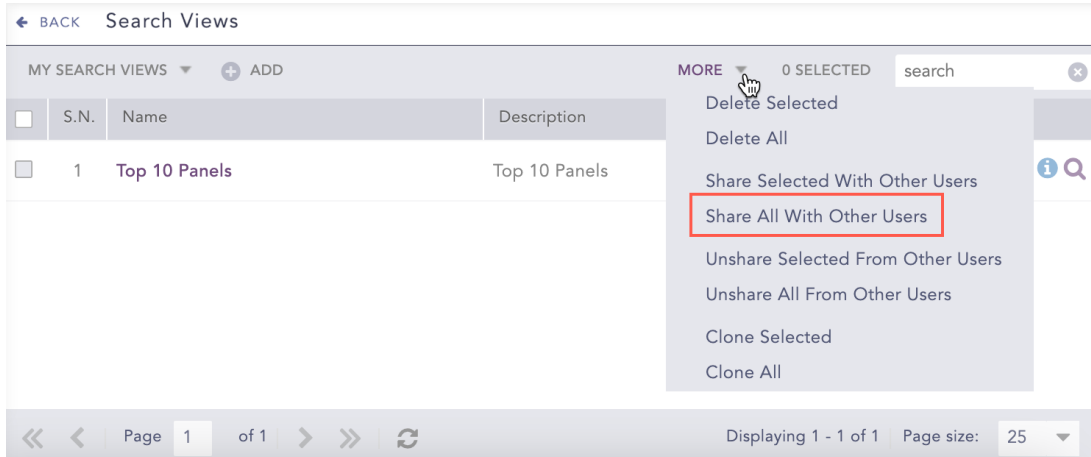 BACK Search Views
MY SEARCH VIEWS ADD MORE 0 SELECTED search
S.N. Name Description
1 Top 10 Panels Top 10 Panels
Delete Selected
Delete All
Share Selected With Other Users
Share All With Other Users
Unshare Selected From Other Users
Unshare All From Other Users
Clone Selected
Clone All
Page 1 of 1 Displaying 1 - 1 of 1 Page size: 25